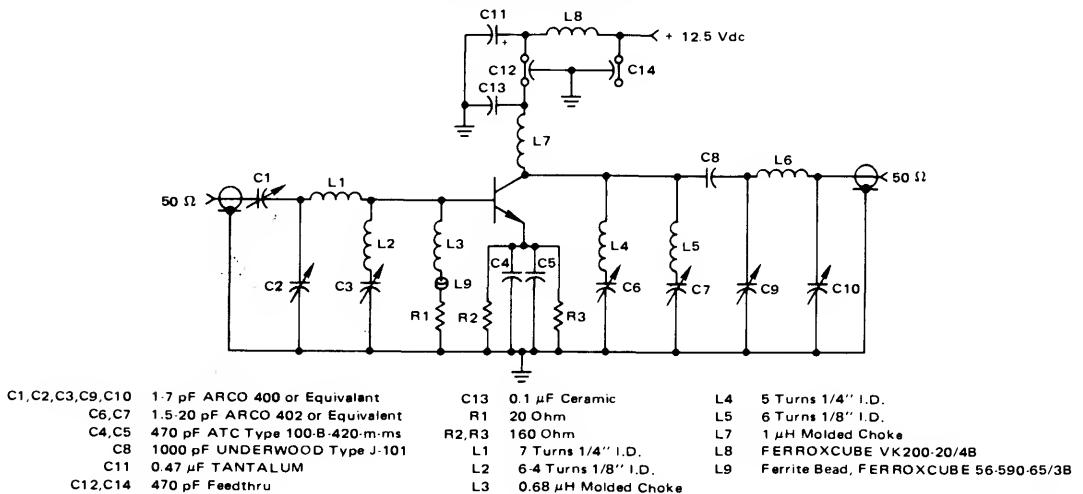 C11
L8
+
+ 12.5 Vdc
C12
C14
C13
L7
C8
L6
50 Ω
C1
L1
50 Ω
L2
L3
L4
L5
C4
C5
C2
C3
L9
C6
C7
C9
C10
R1
R2
R3
C1,C2,C3,C9,C10 1-7 pF ARCO 400 or Equivalent
C6,C7 1.5-20 pF ARCO 402 or Equivalent
C4,C5 470 pF ATC Type 100-B-420-m-ms
C8 1000 pF UNDERWOOD Type J-101
C11 0.47 μF TANTALUM
C12,C14 470 pF Feedthru
C13 0.1 μF Ceramic
R1 20 Ohm
R2,R3 160 Ohm
L1 7 Turns 1/4" I.D.
L2 6-4 Turns 1/8" I.D.
L3 0.68 μH Molded Choke
L4 5 Turns 1/4" I.D.
L5 6 Turns 1/8" I.D.
L7 1 μH Molded Choke
L8 FERROXCUBE VK200-20/4B
L9 Ferrite Bead, FERROXCUBE 56-590-65/3B